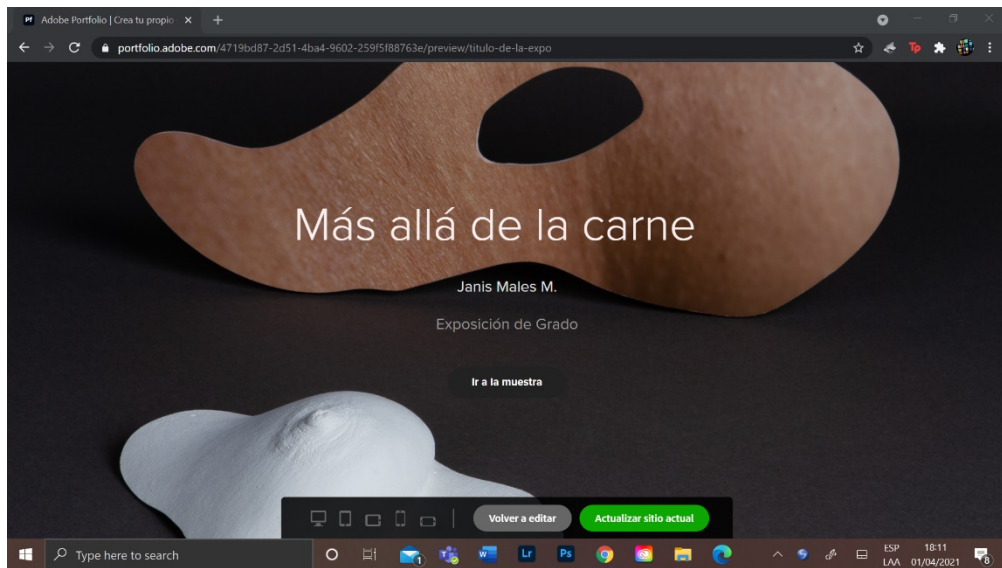 Adobe Portfolio | Crea tu propio
portfolio.adobe.com/4719bd87-2d51-4ba4-9602-259f5f88763e/preview/titulo-de-la-expo
Más allá de la carne
Janis Males M.
Exposición de Grado
Ir a la muestra
Volver a editar
Actualizar sitio actual
Type here to search
ESP
LAA
18:11
01/04/2021